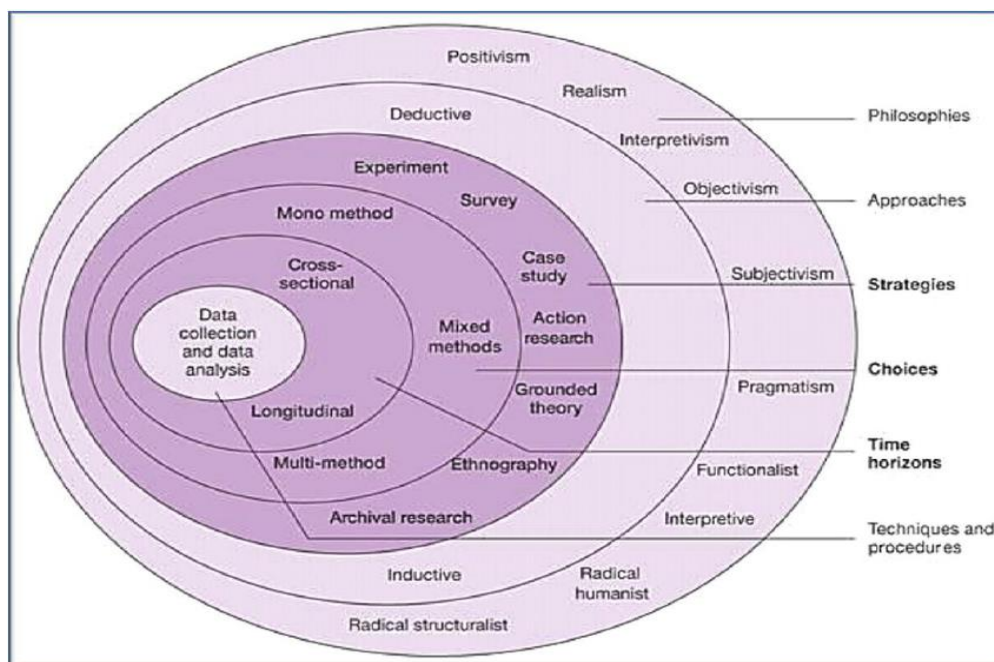 Positivism
Realism
Interpretivism
Objectivism
Subjectivism
Pragmatism
Functionalist
Interpretive
Radical
humanist
Radical structuralist
Deductive
Inductive
Experiment
Survey
Case
study
Action
research
Grounded
theory
Ethnography
Archival research
Mono method
Mixed
methods
Multi-method
Cross-
sectional
Longitudinal
Data
collection
and data
analysis
Philosophies
Approaches
Strategies
Choices
Time
horizons
Techniques and
procedures